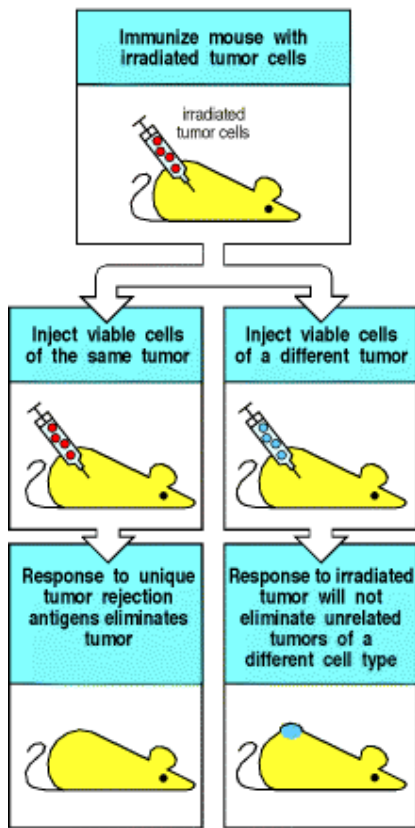 Immunize mouse with
irradiated tumor cells
irradiated
tumor cells
Inject viable cells
of the same tumor
Inject viable cells
of a different tumor
Response to unique
tumor rejection
antigens eliminates
tumor
Response to irradiated
tumor will not
eliminate unrelated
tumors of a
different cell type